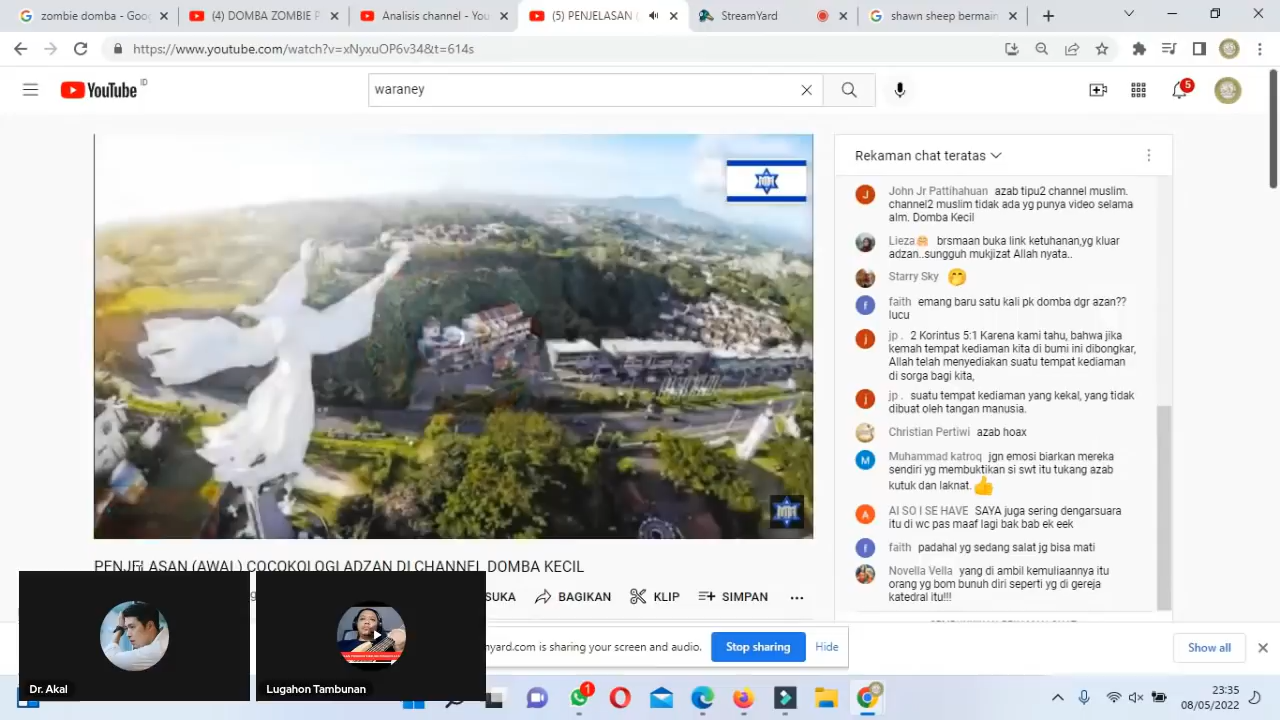 zombie domba - Goo
(4) DOMBA ZOMBIE P
Analisis channel - You
(5) PENJELASAN (
StreamYard
shawn sheep bermain
https://www.youtube.com/watch?v=xNyxuOP6v34&t=614s
YouTube ID
waraney
5
Rekaman chat teratas
John Jr Pattihahuan azab tipu2 channel muslim.
channel2 muslim tidak ada yg punya video selama
alm. Domba Kecil
Lieza🤗 brsmaan buka link ketuhanan,yg kluar
adzan..sungguh mukjizat Allah nyata..
Starry Sky 🤭
faith emang baru satu kali pk domba dgr azan??
lucu
jp . 2 Korintus 5:1 Karena kami tahu, bahwa jika
kemah tempat kediaman kita di bumi ini dibongkar,
Allah telah menyediakan suatu tempat kediaman
di sorga bagi kita,
jp . suatu tempat kediaman yang kekal, yang tidak
dibuat oleh tangan manusia.
Christian Pertiwi azab hoax
Muhammad katroq jgn emosi biarkan mereka
sendiri yg membuktikan si swt itu tukang azab
kutuk dan laknat.👍
AI SO I SE HAVE SAYA juga sering dengarsuara
itu di wc pas maaf lagi bak bab ek eek
faith padahal yg sedang salat jg bisa mati
Novella Vella yang di ambil kemuliaannya itu
orang yg bom bunuh diri seperti yg di gereja
katedral itu!!!
PENJELASAN (AWAL) COCOKOLOGI ADZAN DI CHANNEL DOMBA KECIL
SUKA
BAGIKAN
KLIP
SIMPAN
nyard.com is sharing your screen and audio.
Stop sharing
Hide
Show all
Dr. Akal
Lugahon Tambunan
1
23:35
08/05/2022